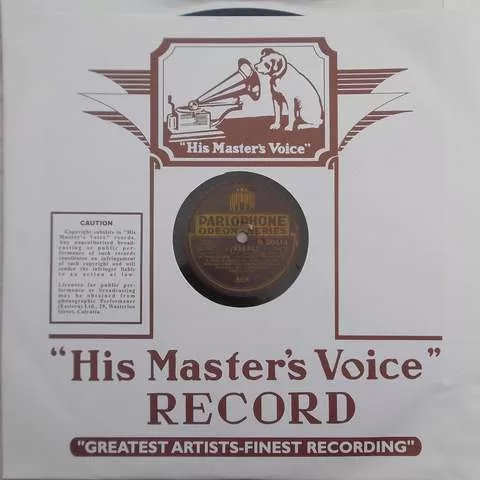 "His Master's Voice"
PARLOPHONE
ODEON SERIES
CAUTION
Copyright subsists in "His
Master's Voice" records.
Any unauthorised broad-
casting or public per-
formance of such records
constitutes an infringement
of such copyright and will
render the infringer liable
to an action at law.
Licences for public per-
formance or broadcasting
may be obtained from
phonographic Performance
(Eastern) Ltd., 29, Waterloo
Street, Calcutta.
"His Master's Voice"
RECORD
"GREATEST ARTISTS-FINEST RECORDING"